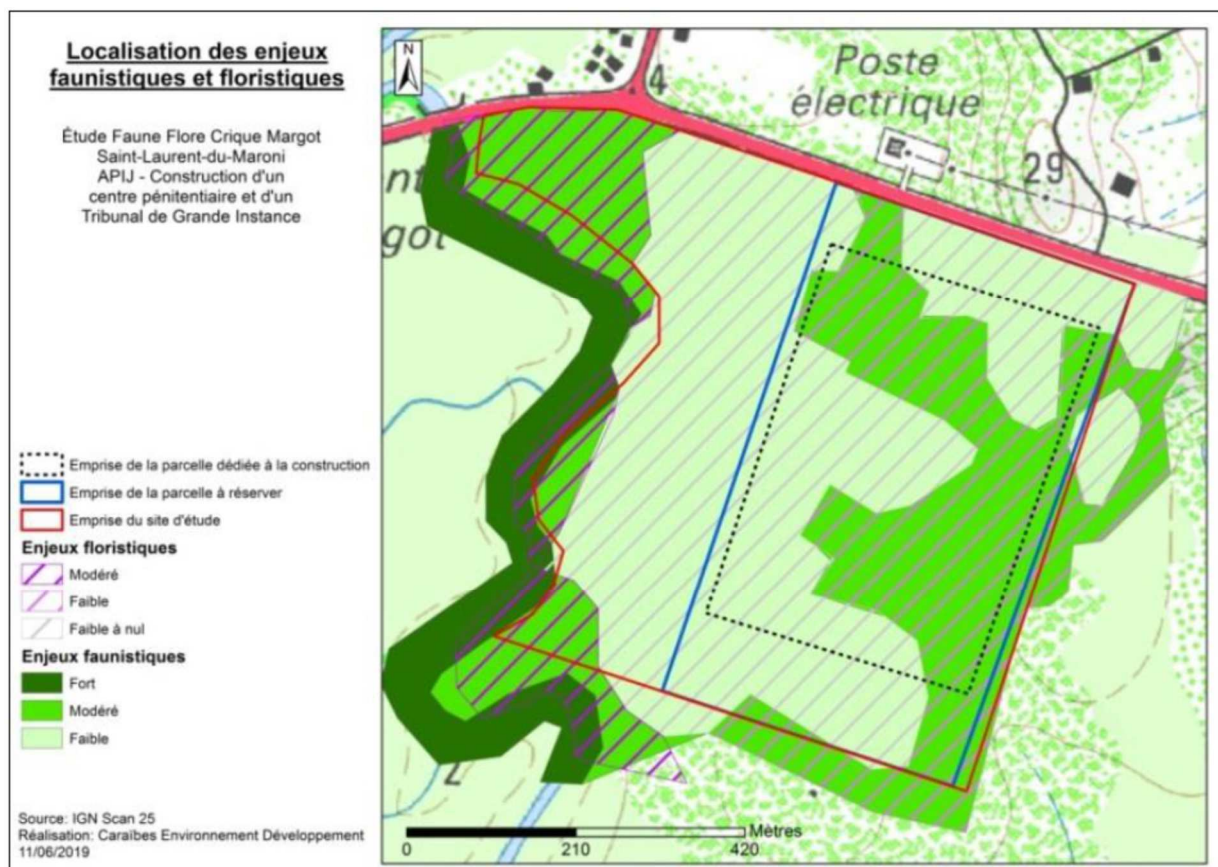 Localisation des enjeux
faunistiques et floristiques
Étude Faune Flore Crique Margot
Saint-Laurent-du-Maroni
APIJ - Construction d'un
centre pénitentiaire et d'un
Tribunal de Grande Instance
Emprise de la parcelle dédiée à la construction
Emprise de la parcelle à réserver
Emprise du site d'étude
Enjeux floristiques
Modéré
Faible
Faible à nul
Enjeux faunistiques
Fort
Modéré
Faible
Source: IGN Scan 25
Réalisation: Caraïbes Environnement Développement
11/06/2019
N
4
Poste
électrique
29
nt
got
Mètres
0 210 420